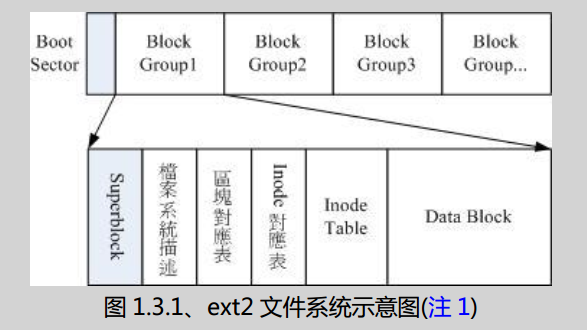 Boot
Sector
Block
Group1
Block
Group2
Block
Group3
Block
Group...
Superblock
檔案系統描述
區塊對應表
Inode 對應表
Inode
Table
Data Block
图 1.3.1、ext2 文件系统示意图(注 1)